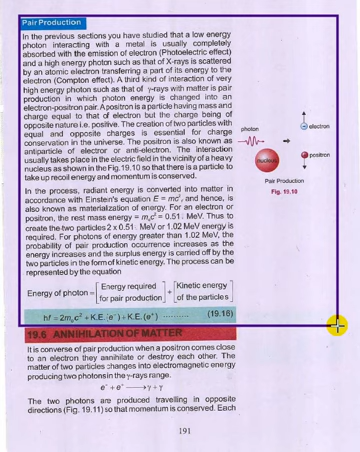 Pair Production
In the previous sections you have studied that a low energy
photon interacting with a metal is usually completely
absorbed with the emission of electron (Photoelectric effect)
and a high energy photon such as that of X-rays is scattered
by an atomic electron transferring a part of its energy to the
electron (Compton effect). A third kind of interaction of very
high energy photon such as that of γ-rays with matter is pair
production in which photon energy is changed into an
electron-positron pair. A positron is a particle having mass and
charge equal to that of electron but the charge being of
opposite nature i.e. positive. The creation of two particles with
equal and opposite charges is essential for charge
conservation in the universe. The positron is also known as
antiparticle of electron or anti-electron. The interaction
usually takes place in the electric field in the vicinity of a heavy
nucleus as shown in the Fig.19.10 so that there is a particle to
take up recoil energy and momentum is conserved.
photon
electron
positron
nucleus
Pair Production
Fig. 19.10
In the process, radiant energy is converted into matter in
accordance with Einstein's equation E = mc², and hence, is
also known as materialization of energy. For an electron or
positron, the rest mass energy = m₀c² = 0.51 MeV. Thus to
create the two particles 2 x 0.51 MeV or 1.02 MeV energy is
required. For photons of energy greater than 1.02 MeV, the
probability of pair production occurrence increases as the
energy increases and the surplus energy is carried off by the
two particles in the form of kinetic energy. The process can be
represented by the equation
Energy of photon = [Energy required for pair production] + [Kinetic energy of the particles]
hf = 2m₀c² + K.E.(e⁻) + K.E.(e⁺) .......... (19.16)
19.6 ANNIHILATION OF MATTER
It is converse of pair production when a positron comes close
to an electron they annihilate or destroy each other. The
matter of two particles changes into electromagnetic energy
producing two photons in the γ-rays range.
e⁻ + e⁺ ⟶ γ + γ
The two photons are produced travelling in opposite
directions (Fig. 19.11) so that momentum is conserved. Each
191